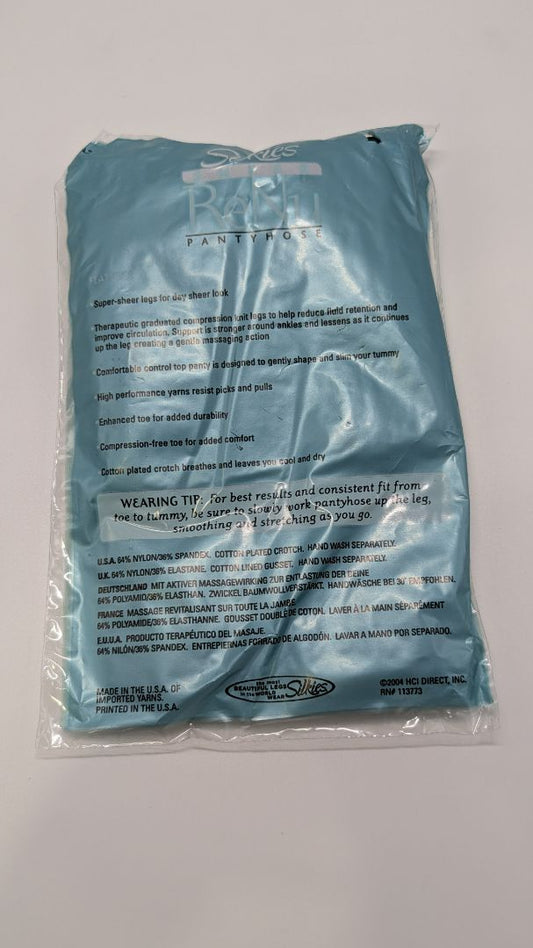 Silkies
PANTYHOSE
Super-sheer legs for day sheer look
Therapeutic graduated compression knit legs to help reduce fluid retention and
improve circulation. Support is stronger around ankles and lessens as it continues
up the leg creating a gentle massaging action
Comfortable control top panty is designed to gently shape and slim your tummy
High performance yarns resist picks and pulls
Enhanced toe for added durability
Compression-free toe for added comfort
Cotton plated crotch breathes and leaves you cool and dry
WEARING TIP: For best results and consistent fit from
toe to tummy, be sure to slowly work pantyhose up the leg,
smoothing and stretching as you go.
U.S.A. 64% NYLON/36% SPANDEX. COTTON PLATED CROTCH. HAND WASH SEPARATELY.
U.K. 64% NYLON/36% ELASTANE. COTTON LINED GUSSET. HAND WASH SEPARATELY.
DEUTSCHLAND MIT AKTIVER MASSAGEWIRKING ZUR ENTLASTUNG DER BEINE
64% POLYAMID/36% ELASTHAN. ZWICKEL BAUMWOLLVERSTÄRKT. HANDWÄSCHE BEI 30° EMPFOHLEN.
FRANCE MASSAGE REVITALISANT SUR TOUTE LA JAMBE
64% POLYAMIDE/36% ELASTHANNE. GOUSSET DOUBLÉ DE COTON. LAVER À LA MAIN SÉPARÉMENT
E.U.U.A. PRODUCTO TERAPÉUTICO DEL MASAJE.
64% NILÓN/36% SPANDEX. ENTREPIERNAS FORRADO DE ALGODÓN. LAVAR A MANO POR SEPARADO.
MADE IN THE U.S.A. OF
IMPORTED YARNS.
PRINTED IN THE U.S.A.
the most
BEAUTIFUL LEGS
in the WORLD
WEAR Silkies
©2004 HCI DIRECT, INC.
RN# 113773